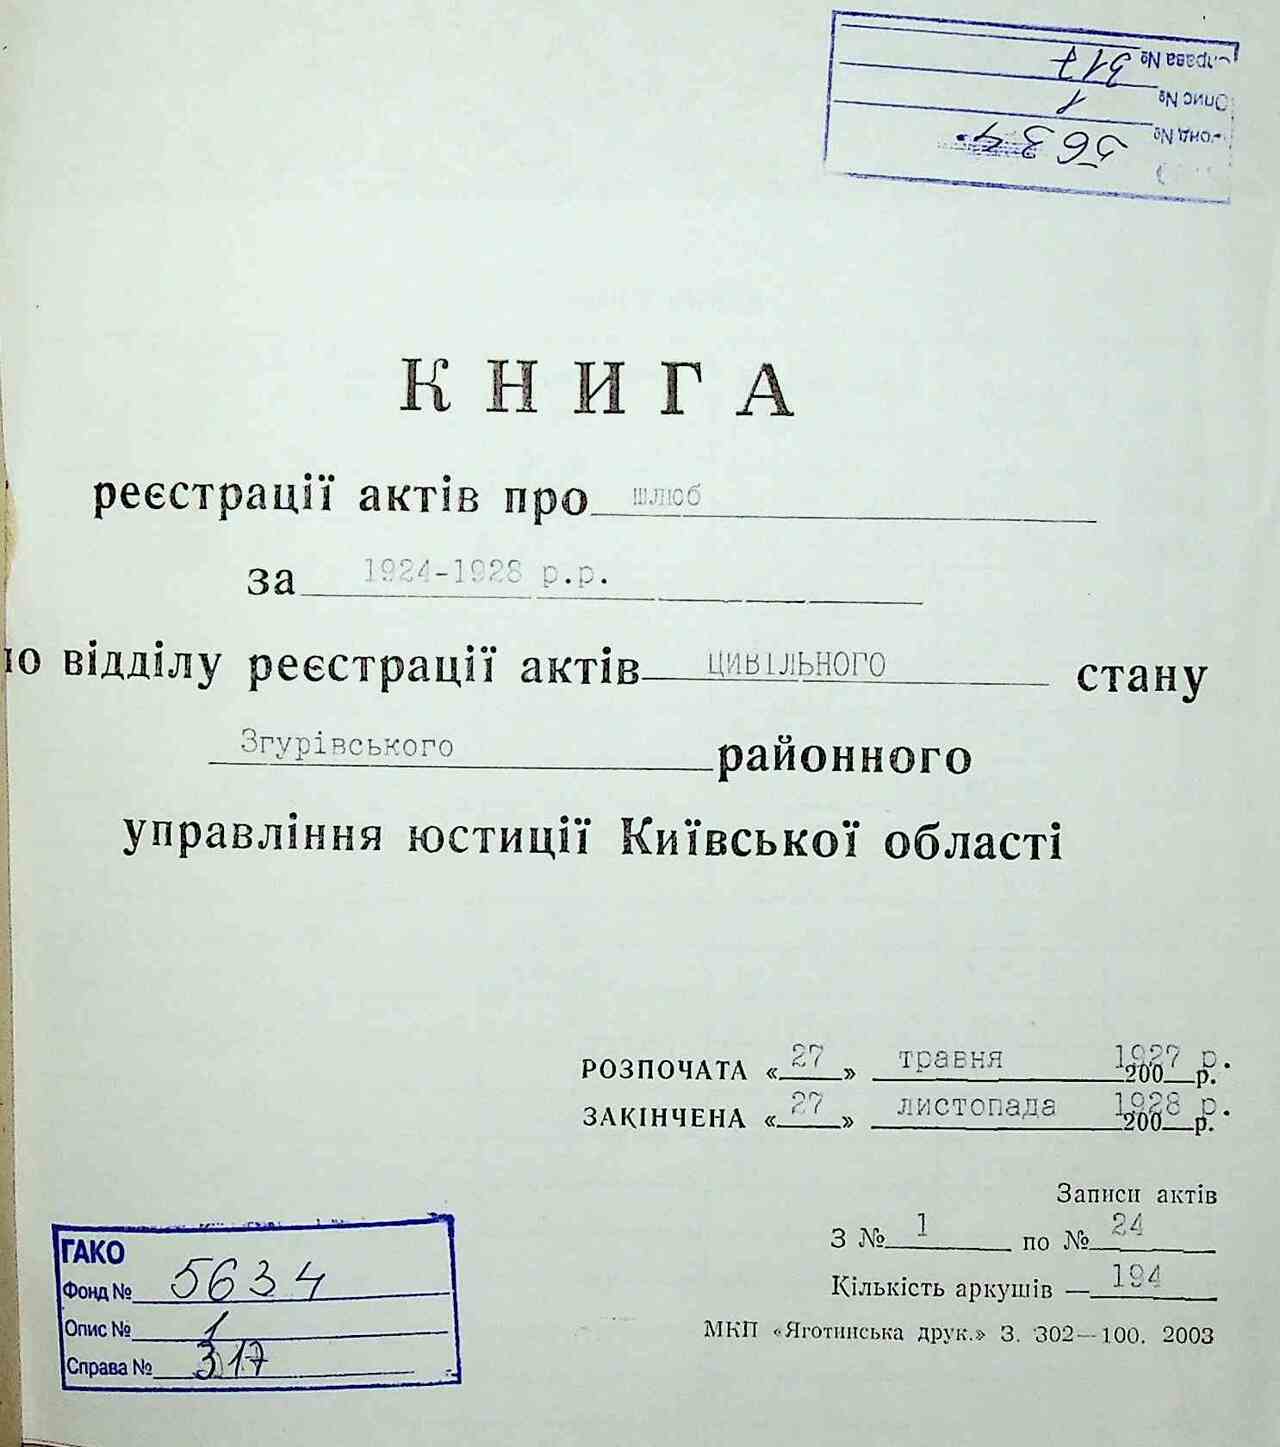 Справа № 317
Опис № 1
Фонд № 5634
КНИГА
реєстрації актів про шлюб
за 1924-1928 р.р.
по відділу реєстрації актів цивільного стану
Згурівського районного
управління юстиції Київської області
РОЗПОЧАТА «27» травня 1927 р. 200 р.
ЗАКІНЧЕНА «27» листопада 1928 р. 200 р.
Записи актів
З № 1 по № 24
Кількість аркушів — 194
МКП «Яготинська друк.» З. 302—100. 2003
ГАКО
Фонд № 5634
Опис № 1
Справа № 317